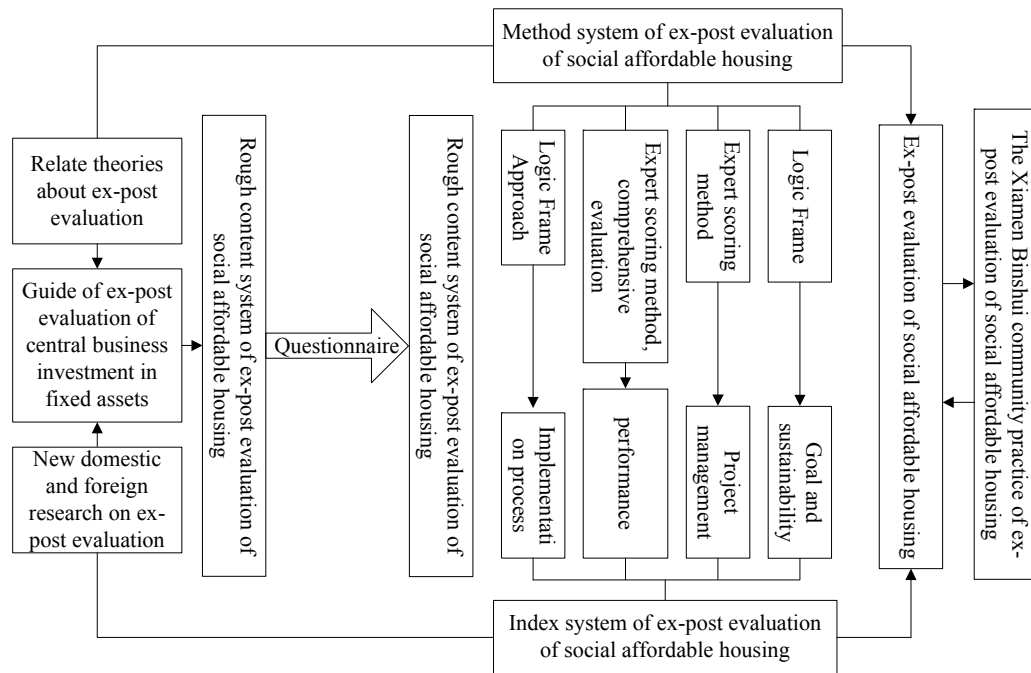 Method system of ex-post evaluation
of social affordable housing
Relate theories
about ex-post
evaluation
Guide of ex-post
evaluation of
central business
investment in
fixed assets
New domestic
and foreign
research on ex-
post evaluation
Rough content system of ex-post evaluation of
social affordable housing
Questionnaire
Rough content system of ex-post evaluation of
social affordable housing
Logic Frame
Approach
Expert scoring method,
comprehensive
evaluation
Expert scoring
method
Logic Frame
Implementati
on process
performance
Project
management
Goal and
sustainability
Ex-post evaluation of social affordable housing
The Xiamen Binshui community practice of ex-
post evaluation of social affordable housing
Index system of ex-post evaluation
of social affordable housing